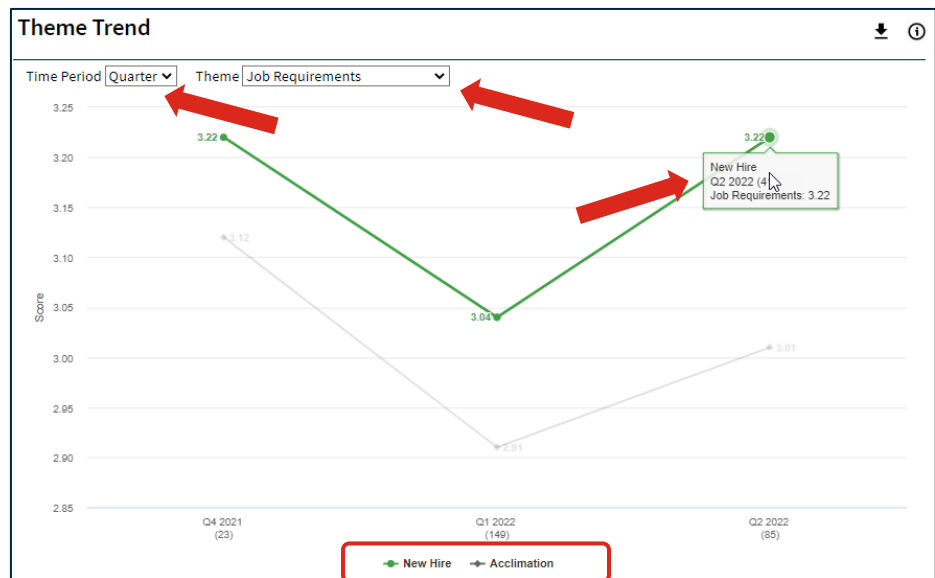 Theme Trend
Time Period Quarter Theme Job Requirements
3.25
3.22
3.22
3.20
New Hire
Q2 2022
Job Requirements: 3.22
3.15
3.12
3.10
Score
3.05
3.04
3.01
3.00
2.95
2.91
2.90
2.85
Q4 2021
(23)
Q1 2022
(149)
Q2 2022
(85)
New Hire Acclimation